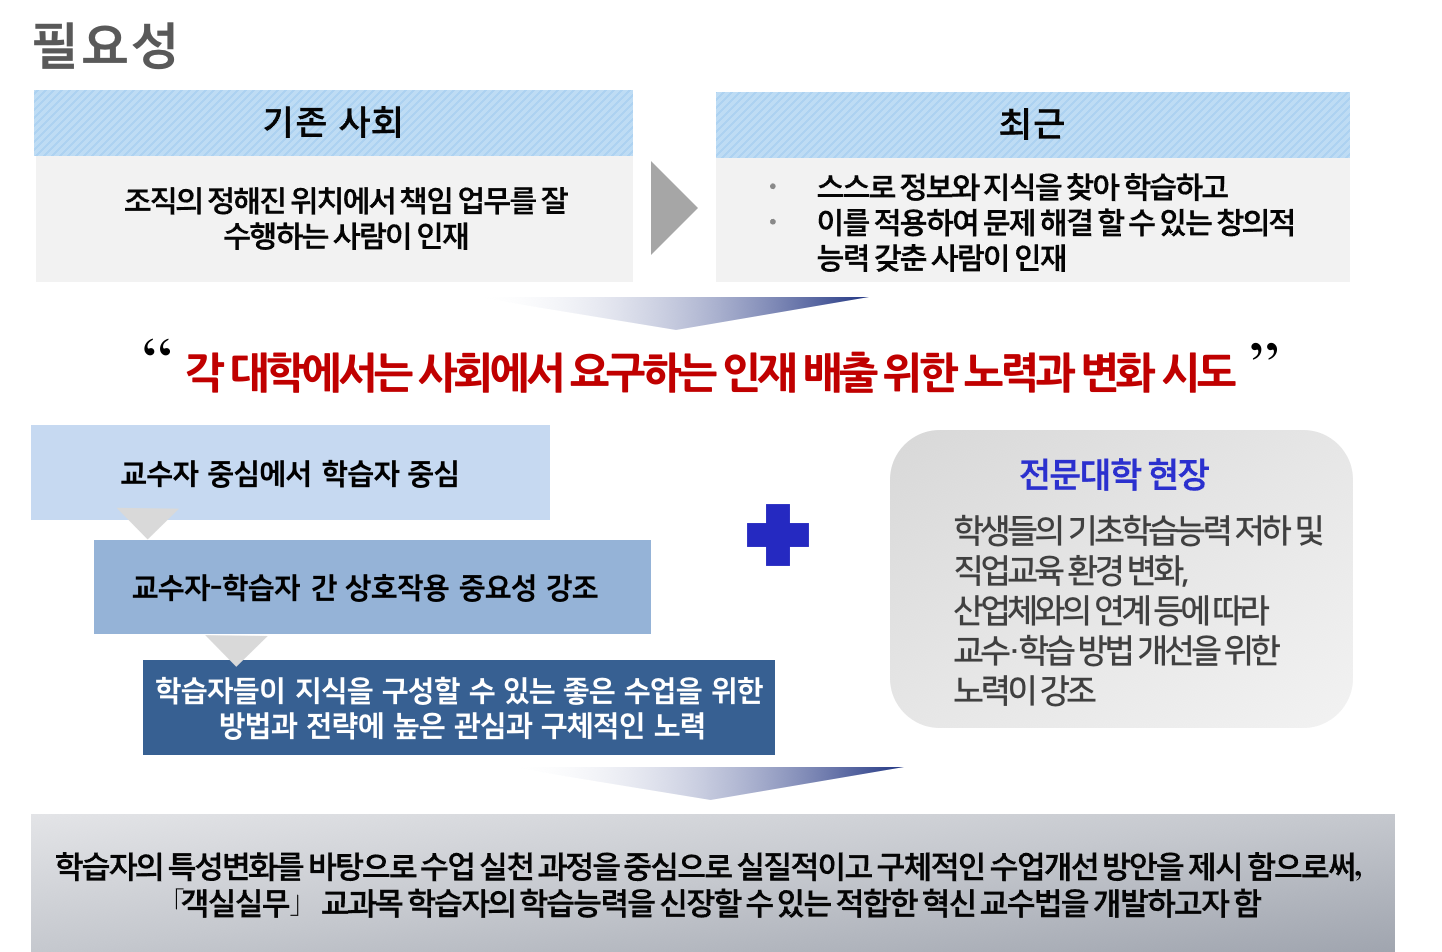 필요성
기존 사회
조직의 정해진 위치에서 책임 업무를 잘
수행하는 사람이 인재
최근
• 스스로 정보와 지식을 찾아 학습하고
• 이를 적용하여 문제 해결 할 수 있는 창의적
능력 갖춘 사람이 인재
“ 각 대학에서는 사회에서 요구하는 인재 배출 위한 노력과 변화 시도 ”
교수자 중심에서 학습자 중심
교수자-학습자 간 상호작용 중요성 강조
학습자들이 지식을 구성할 수 있는 좋은 수업을 위한
방법과 전략에 높은 관심과 구체적인 노력
전문대학 현장
학생들의 기초학습능력 저하 및
직업교육 환경 변화,
산업체와의 연계 등에 따라
교수·학습 방법 개선을 위한
노력이 강조
학습자의 특성변화를 바탕으로 수업 실천 과정을 중심으로 실질적이고 구체적인 수업개선 방안을 제시 함으로써,
「객실실무」 교과목 학습자의 학습능력을 신장할 수 있는 적합한 혁신 교수법을 개발하고자 함